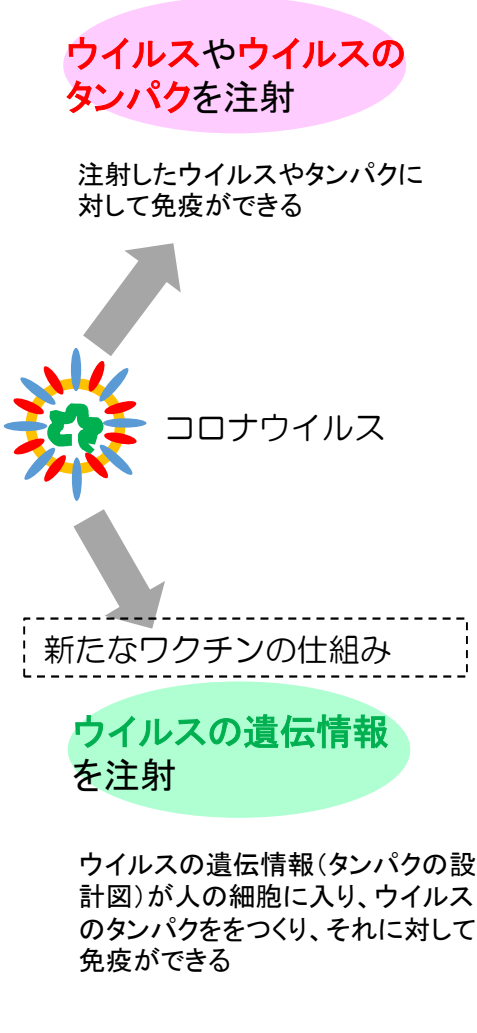 ウイルスやウイルスの
タンパクを注射
注射したウイルスやタンパクに
対して免疫ができる
コロナウイルス
新たなワクチンの仕組み
ウイルスの遺伝情報
を注射
ウイルスの遺伝情報（タンパクの設
計図）が人の細胞に入り、ウイルス
のタンパクををつくり、それに対して
免疫ができる